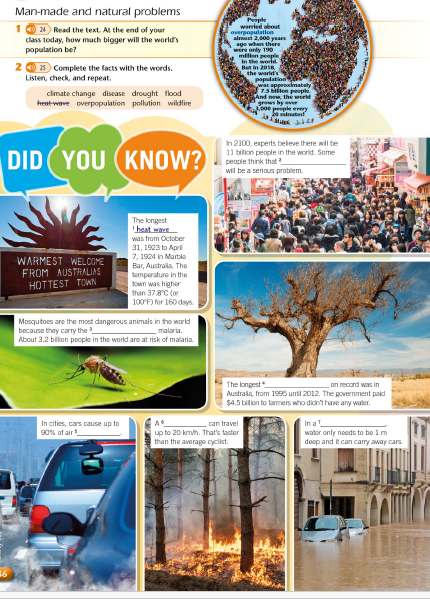 Man-made and natural problems
1 24 Read the text. At the end of your
class today, how much bigger will the world's
population be?
2 25 Complete the facts with the words.
Listen, check, and repeat.
climate change disease drought flood
heat wave overpopulation pollution wildfire
People
worried about
overpopulation
almost 2,000 years
ago when there
were only 190
million people
in the world.
But in 2018,
the world's
population
was approximately
7.5 billion people.
And now, the world
grows by over
3,000 people every
20 minutes!
DID YOU KNOW?
In 2100, experts believe there will be
11 billion people in the world. Some
people think that 2
will be a serious problem.
The longest
1 heat wave
was from October
31, 1923 to April
7, 1924 in Marble
Bar, Australia. The
temperature in the
town was higher
than 37.8°C (or
100°F) for 160 days.
WARMEST WELCOME
FROM AUSTRALIAS
HOTTEST TOWN
Mosquitoes are the most dangerous animals in the world
because they carry the 3 malaria.
About 3.2 billion people in the world are at risk of malaria.
The longest 4 on record was in
Australia, from 1995 until 2012. The government paid
$4.5 billion to farmers who didn't have any water.
In cities, cars cause up to
90% of air 5.
A 6 can travel
up to 20 km/h. That's faster
than the average cyclist.
In a 7,
water only needs to be 1 m
deep and it can carry away cars.